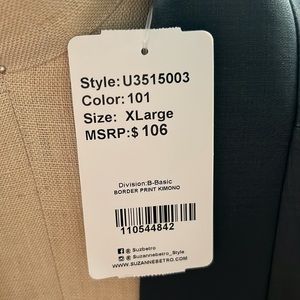 Style: U3515003
Color: 101
Size: XLarge
MSRP: $ 106
Division: B-Basic
BORDER PRINT KIMONO
110544842
@ Suzbetro
@ Suzannebetro_Style
WWW.SUZANNEBETRO.COM